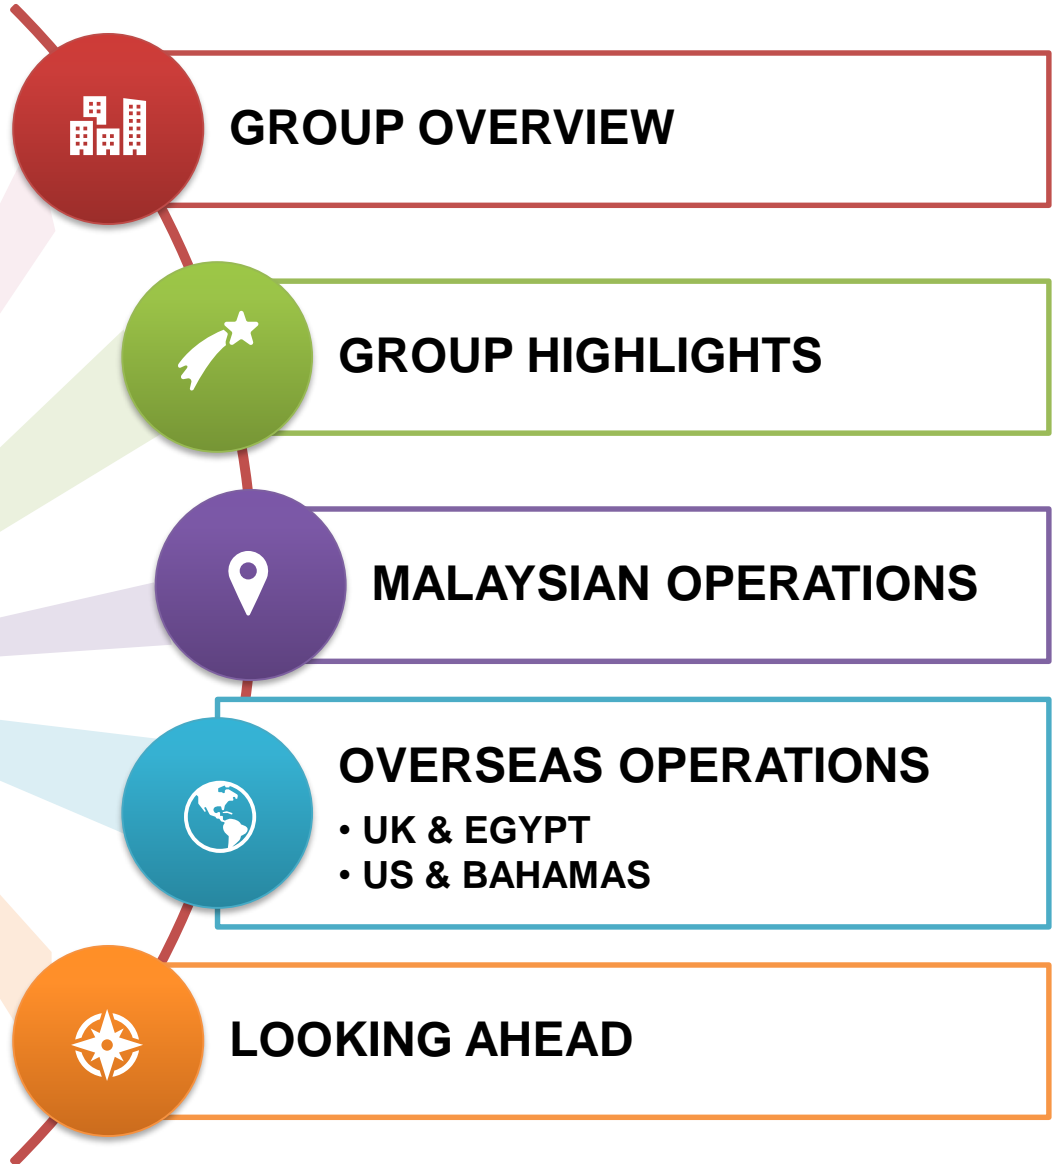 GROUP OVERVIEW
GROUP HIGHLIGHTS
MALAYSIAN OPERATIONS
OVERSEAS OPERATIONS
• UK & EGYPT
• US & BAHAMAS
LOOKING AHEAD